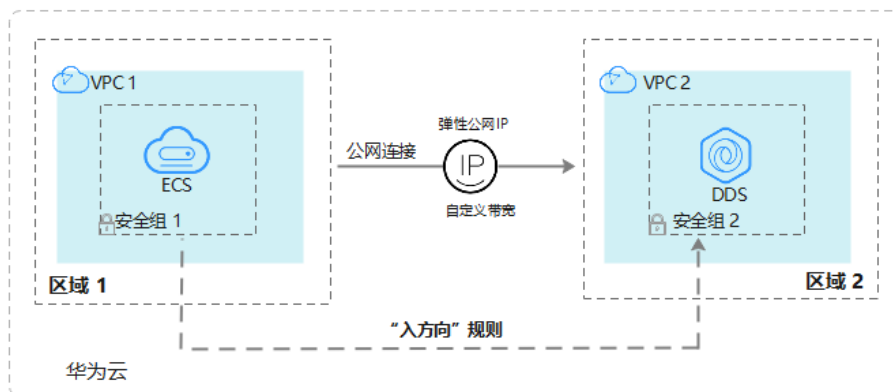 VPC 1
ECS
安全组 1
区域 1
公网连接
弹性公网IP
IP
自定义带宽
VPC 2
DDS
安全组 2
区域 2
“入方向”规则
华为云